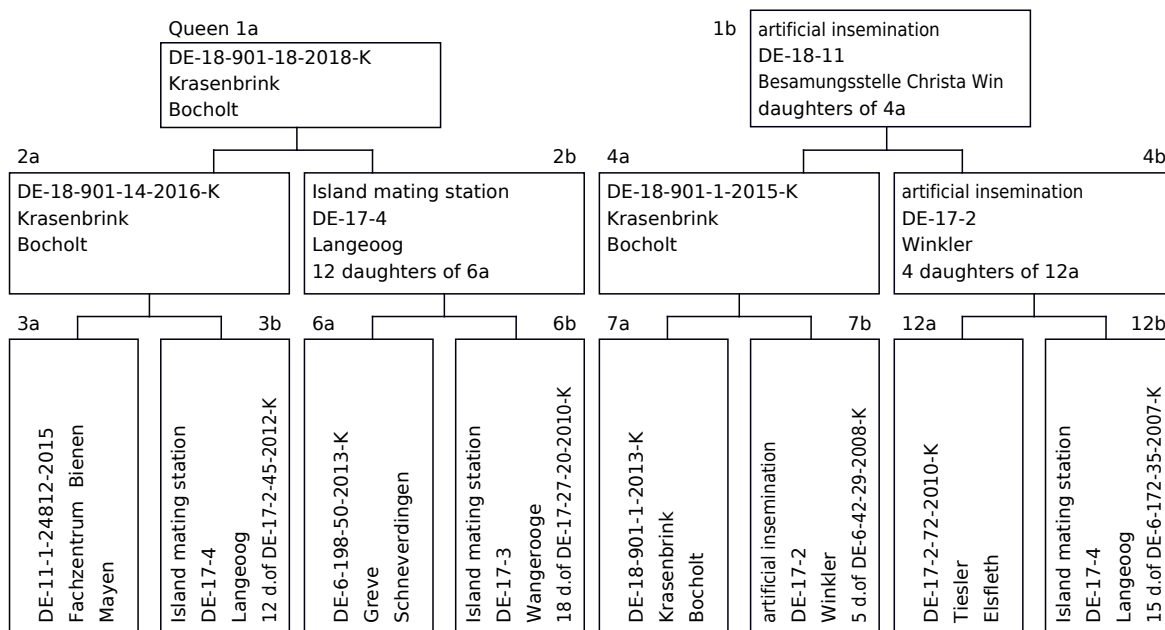 Queen 1a
DE-18-901-18-2018-K
Krasenbrink
Bocholt
1b
artificial insemination
DE-18-11
Besamungsstelle Christa Win
daughters of 4a
2a
DE-18-901-14-2016-K
Krasenbrink
Bocholt
2b
Island mating station
DE-17-4
Langeoog
12 daughters of 6a
4a
DE-18-901-1-2015-K
Krasenbrink
Bocholt
4b
artificial insemination
DE-17-2
Winkler
4 daughters of 12a
3a
DE-11-1-24812-2015
Fachzentrum Bienen
Mayen
3b
Island mating station
DE-17-4
Langeoog
12 d.of DE-17-2-45-2012-K
6a
DE-6-198-50-2013-K
Greve
Schneverdingen
6b
Island mating station
DE-17-3
Wangerooge
18 d.of DE-17-27-20-2010-K
7a
DE-18-901-1-2013-K
Krasenbrink
Bocholt
7b
artificial insemination
DE-17-2
Winkler
5 d.of DE-6-42-29-2008-K
12a
DE-17-2-72-2010-K
Tiesler
Elsfleth
12b
Island mating station
DE-17-4
Langeoog
15 d.of DE-6-172-35-2007-K